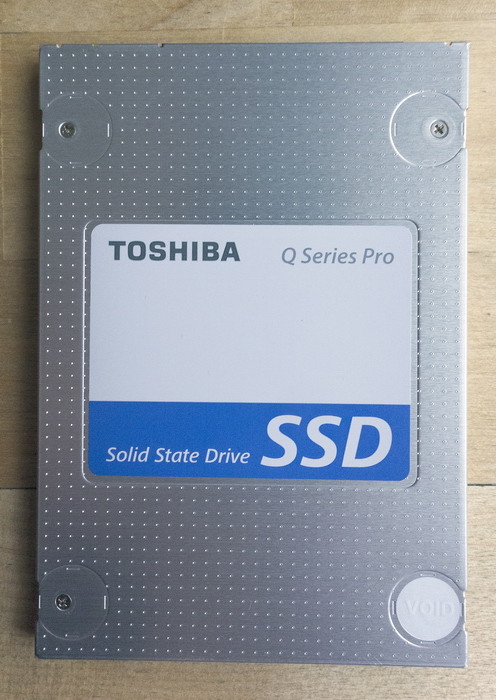 TOSHIBA
Q Series Pro
Solid State Drive SSD
VOID